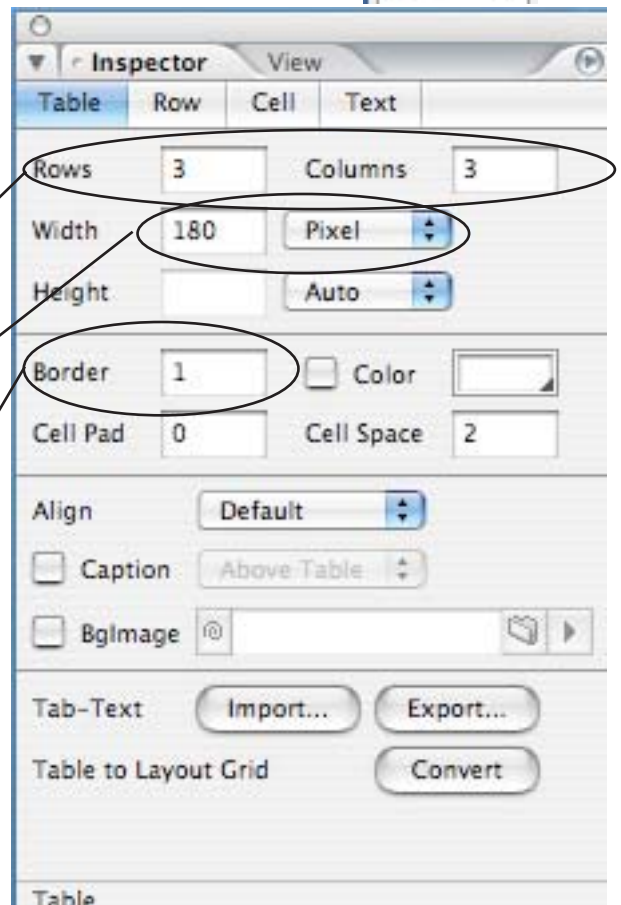 Inspector View
Table Row Cell Text
Rows 3 Columns 3
Width 180 Pixel
Height Auto
Border 1 Color
Cell Pad 0 Cell Space 2
Align Default
Caption Above Table
BgImage
Tab-Text Import... Export...
Table to Layout Grid Convert
Table